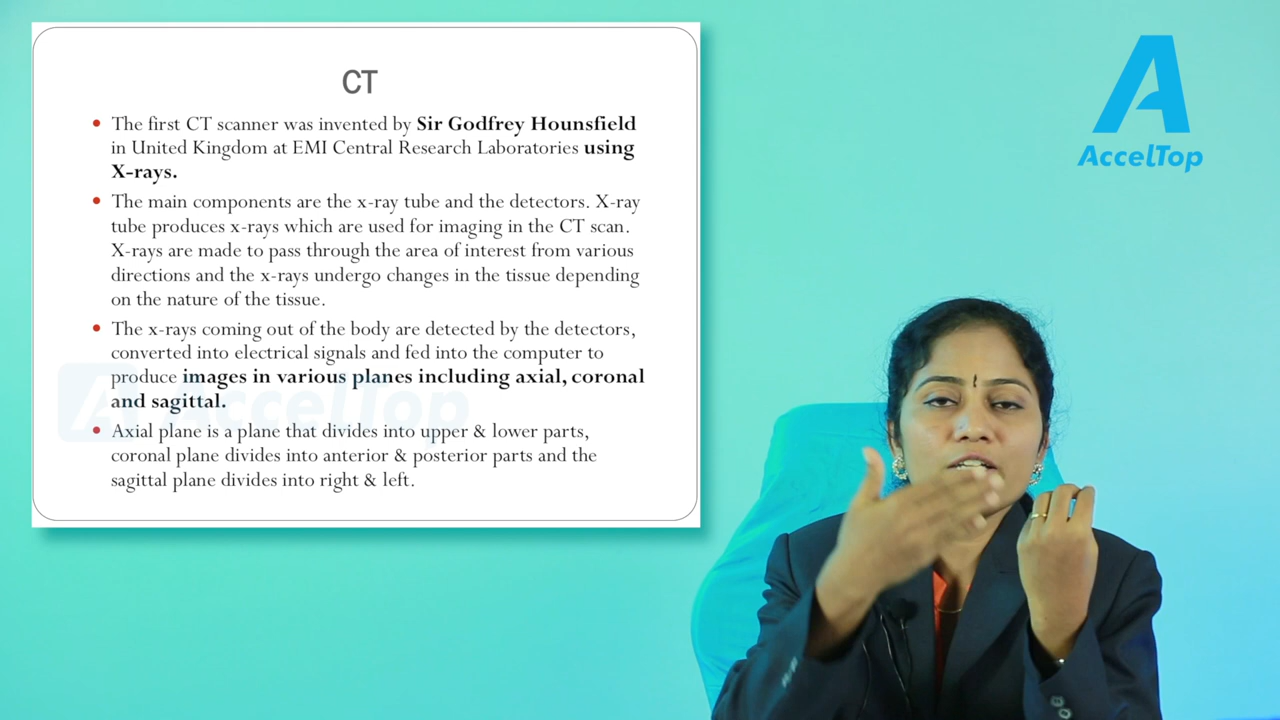 CT
• The first CT scanner was invented by Sir Godfrey Hounsfield
in United Kingdom at EMI Central Research Laboratories using
X-rays.
• The main components are the x-ray tube and the detectors. X-ray
tube produces x-rays which are used for imaging in the CT scan.
X-rays are made to pass through the area of interest from various
directions and the x-rays undergo changes in the tissue depending
on the nature of the tissue.
• The x-rays coming out of the body are detected by the detectors,
converted into electrical signals and fed into the computer to
produce images in various planes including axial, coronal
and sagittal.
• Axial plane is a plane that divides into upper & lower parts,
coronal plane divides into anterior & posterior parts and the
sagittal plane divides into right & left.
AccelTop
AccelTop